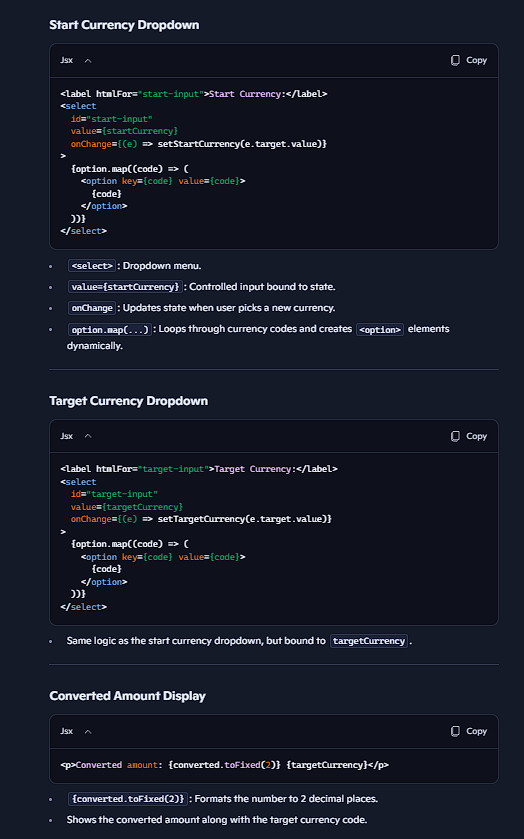 Start Currency Dropdown
Jsx
Copy
<label htmlFor="start-input">Start Currency:</label>
<select
  id="start-input"
  value={startCurrency}
  onChange={(e) => setStartCurrency(e.target.value)}
>
  {option.map((code) => (
    <option key={code} value={code}>
      {code}
    </option>
  ))}
</select>
<select> : Dropdown menu.
value={startCurrency} : Controlled input bound to state.
onChange : Updates state when user picks a new currency.
option.map(...) : Loops through currency codes and creates <option> elements
dynamically.
Target Currency Dropdown
Jsx
Copy
<label htmlFor="target-input">Target Currency:</label>
<select
  id="target-input"
  value={targetCurrency}
  onChange={(e) => setTargetCurrency(e.target.value)}
>
  {option.map((code) => (
    <option key={code} value={code}>
      {code}
    </option>
  ))}
</select>
Same logic as the start currency dropdown, but bound to targetCurrency .
Converted Amount Display
Jsx
Copy
<p>Converted amount: {converted.toFixed(2)} {targetCurrency}</p>
{converted.toFixed(2)} : Formats the number to 2 decimal places.
Shows the converted amount along with the target currency code.